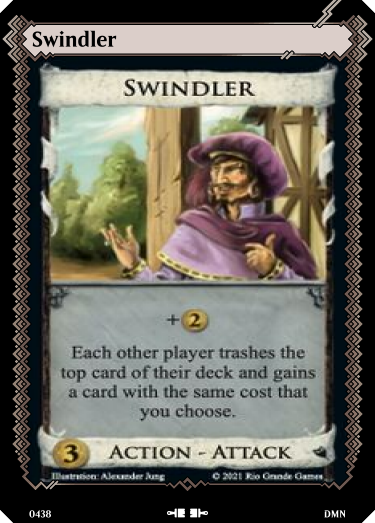 Swindler
SWINDLER
+2
Each other player trashes the
top card of their deck and gains
a card with the same cost that
you choose.
3 ACTION - ATTACK
Illustration: Alexander Jung © 2021 Rio Grande Games
0438 DMN